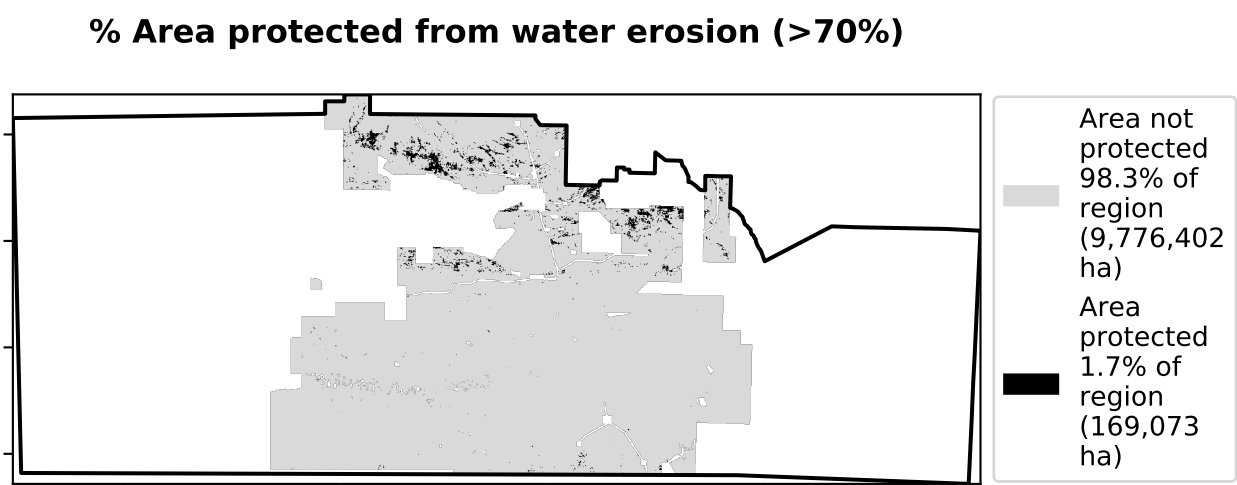 % Area protected from water erosion (>70%)
Area not
protected
98.3% of
region
(9,776,402
ha)
Area
protected
1.7% of
region
(169,073
ha)